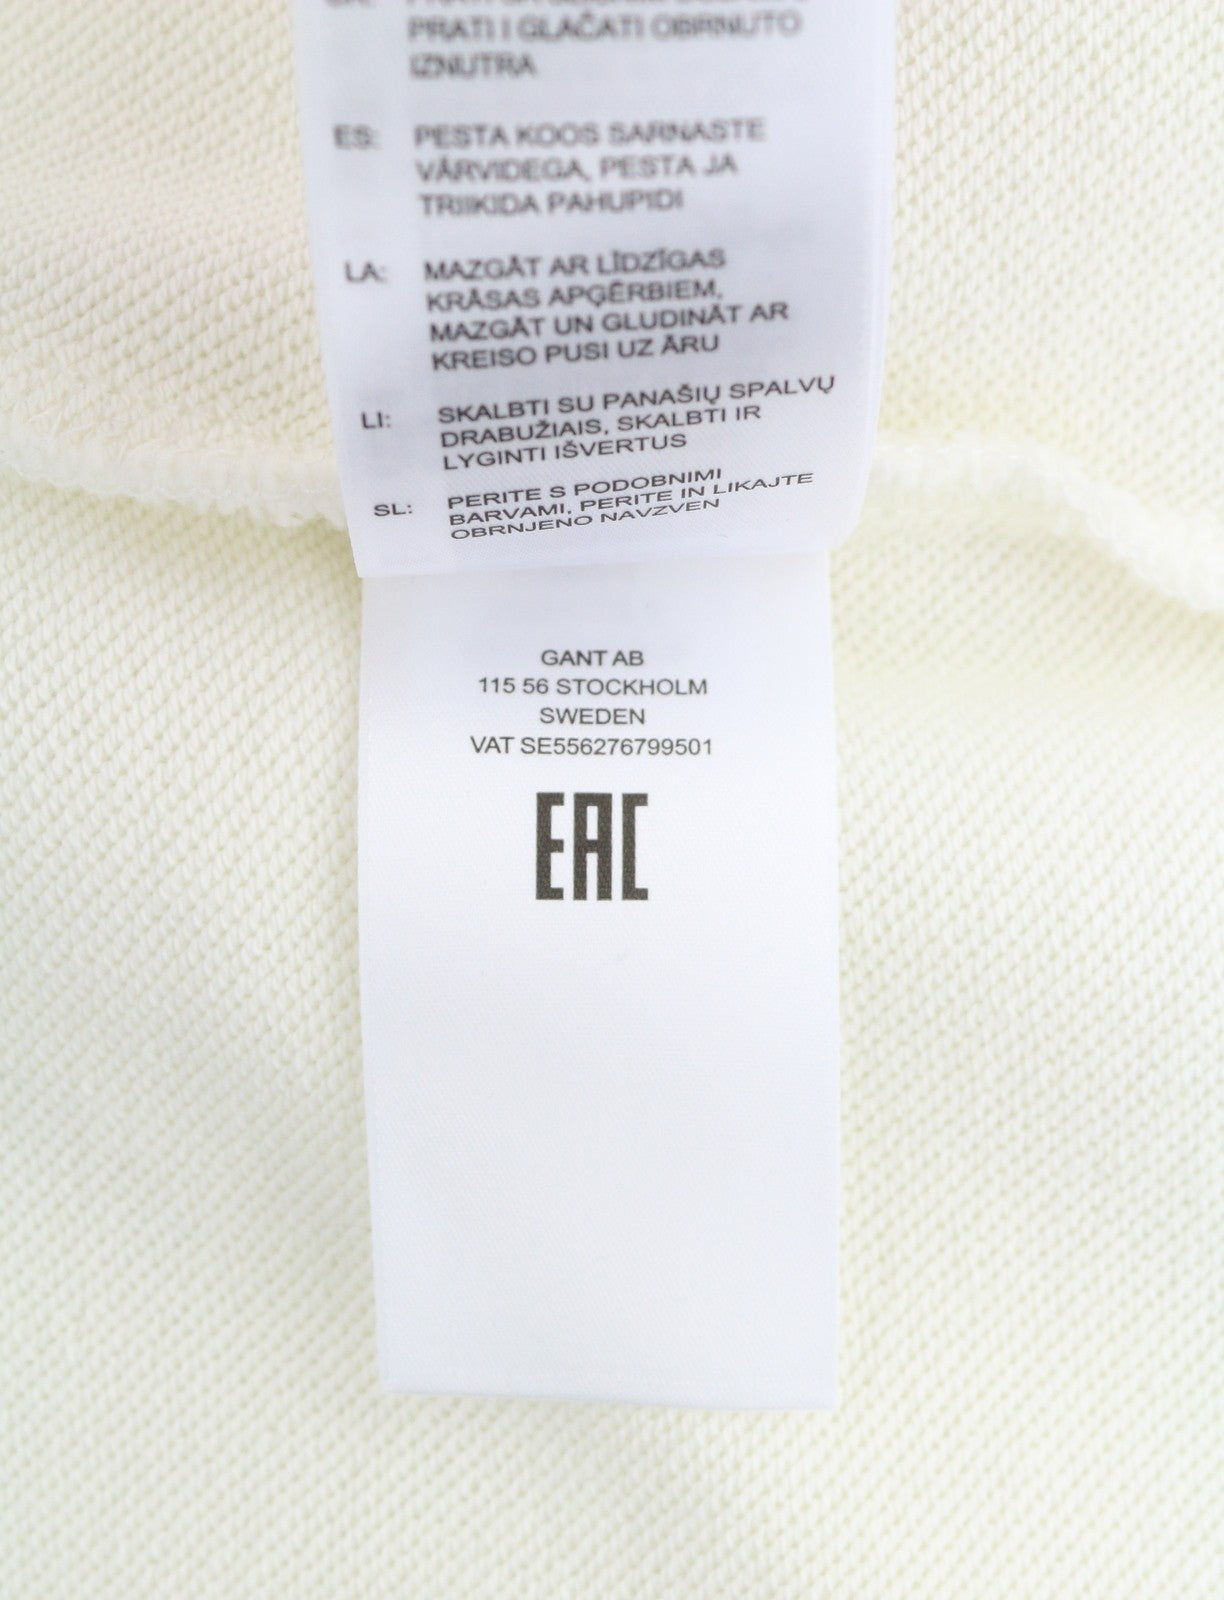 PRATI I GLAČATI OBRNUTO
IZNUTRA
ES: PESTA KOOS SARNASTE
VÄRVIDEGA, PESTA JA
TRIIKIDA PAHUPIDI
LA: MAZGĀT AR LĪDZĪGAS
KRĀSAS APĢĒRBIEM,
MAZGĀT UN GLUDINĀT AR
KREISO PUSI UZ ĀRU
LI: SKALBTI SU PANAŠIŲ SPALVŲ
DRABUŽIAIS, SKALBTI IR
LYGINTI IŠVERTUS
SL: PERITE S PODOBNIMI
BARVAMI, PERITE IN LIKAJTE
OBRNJENO NAVZVEN
GANT AB
115 56 STOCKHOLM
SWEDEN
VAT SE556276799501
EAC